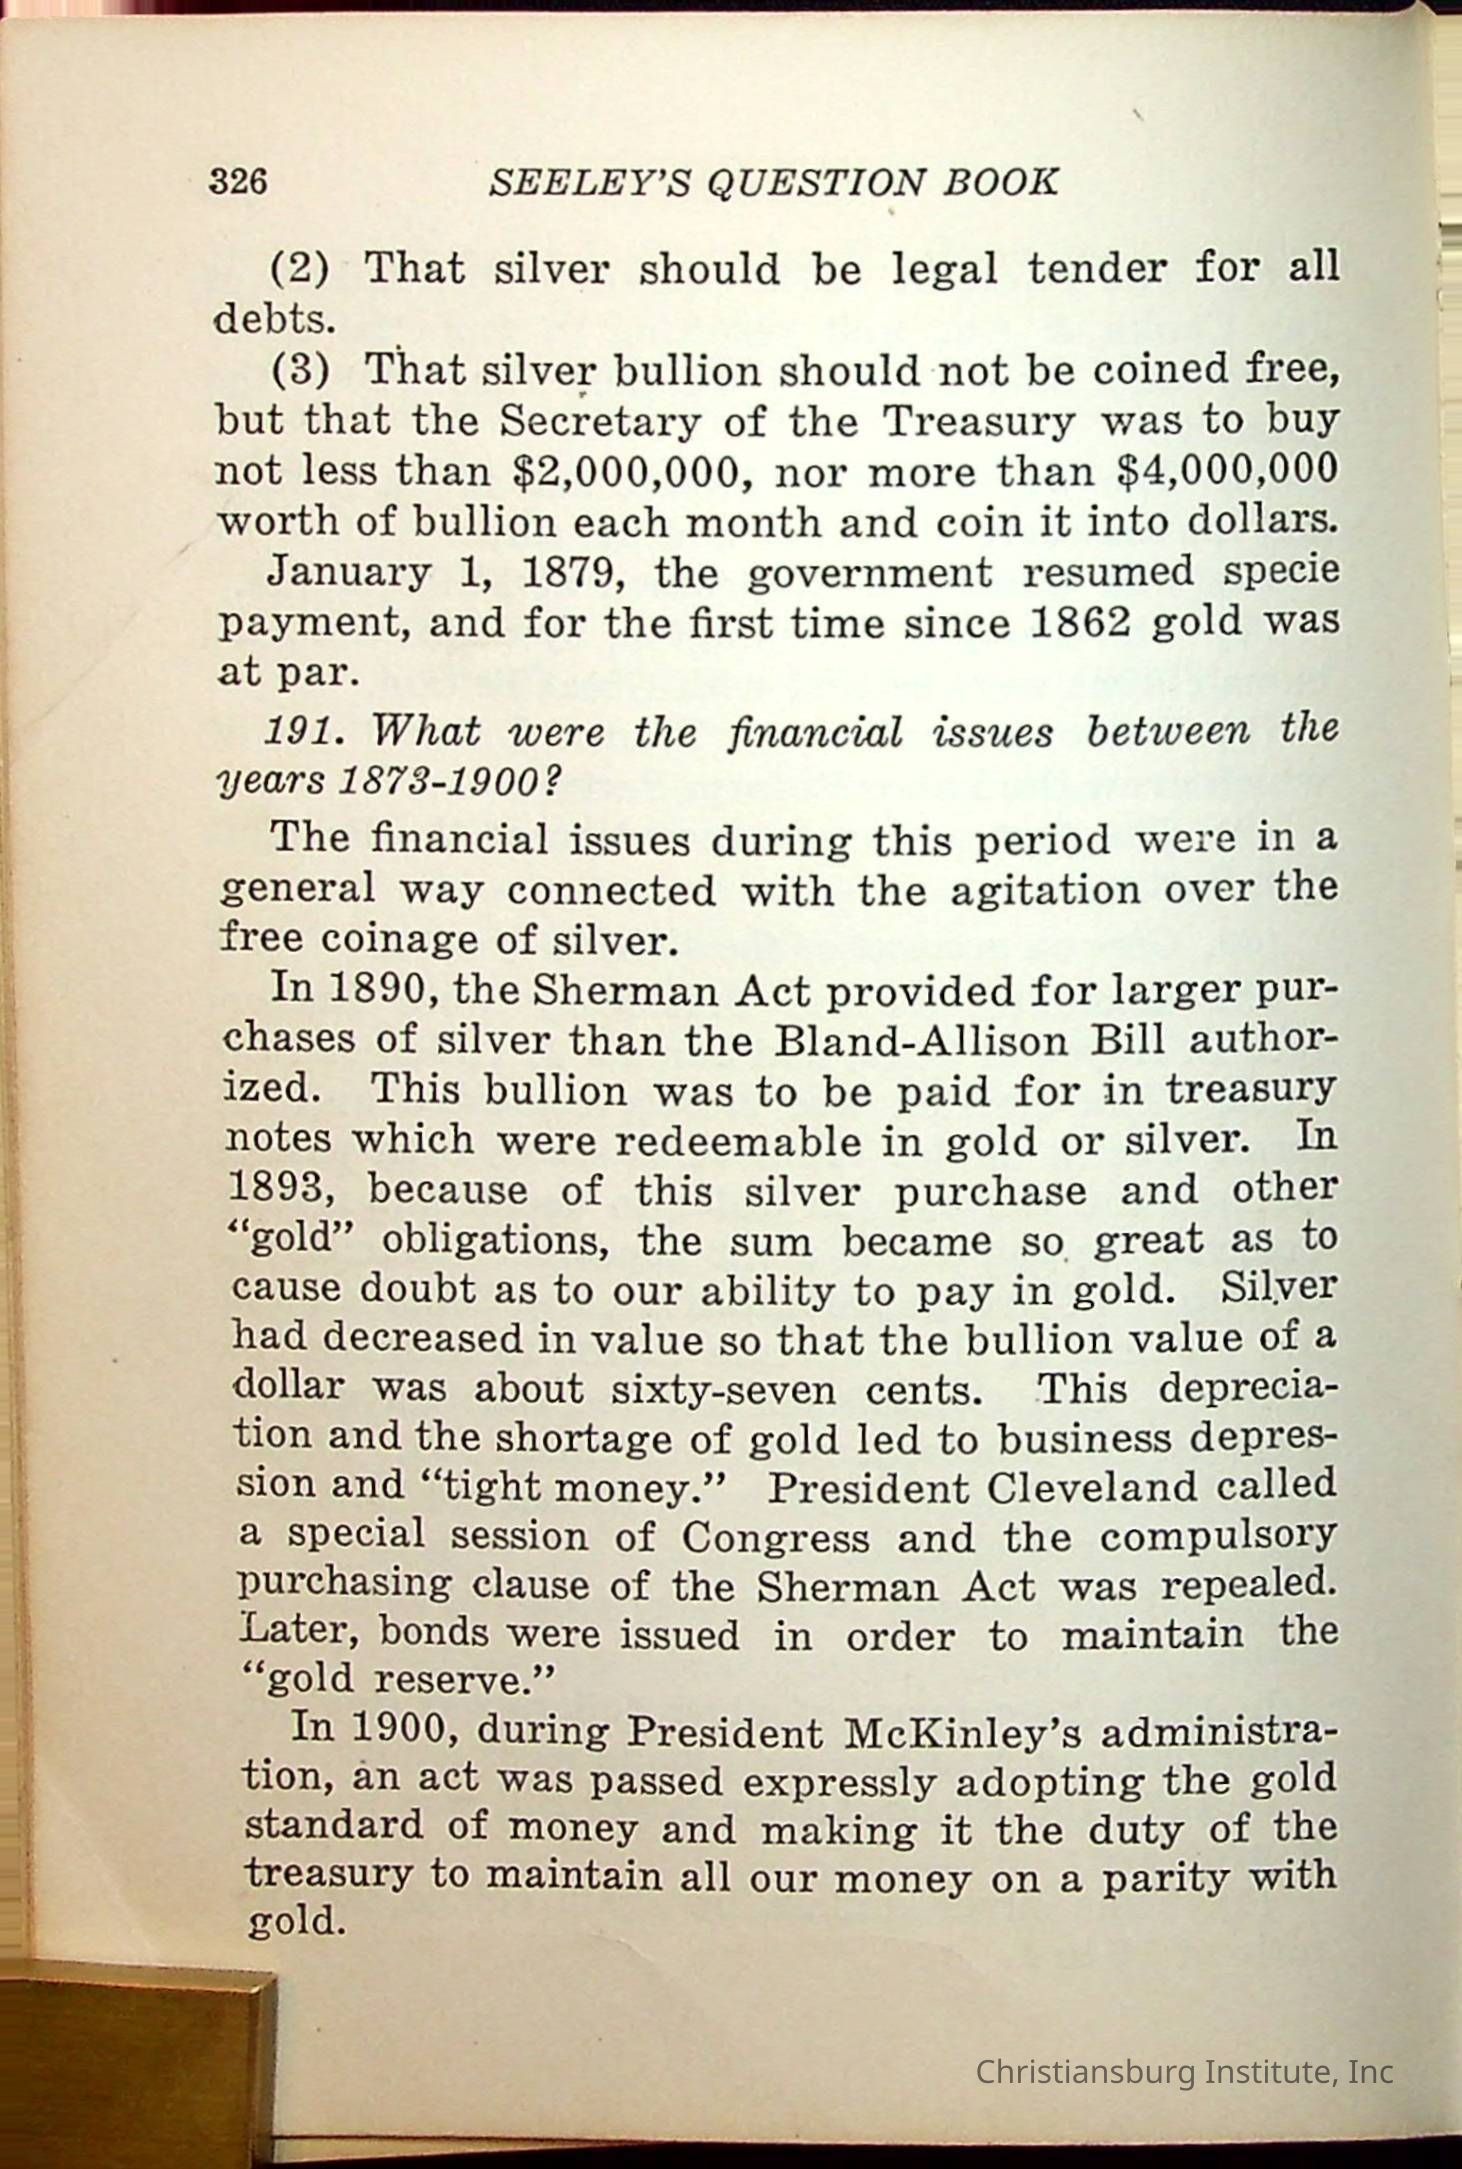 326 SEELEY'S QUESTION BOOK
(2) That silver should be legal tender for all
debts.
(3) That silver bullion should not be coined free,
but that the Secretary of the Treasury was to buy
not less than $2,000,000, nor more than $4,000,000
worth of bullion each month and coin it into dollars.
January 1, 1879, the government resumed specie
payment, and for the first time since 1862 gold was
at par.
191. What were the financial issues between the
years 1873-1900?
The financial issues during this period were in a
general way connected with the agitation over the
free coinage of silver.
In 1890, the Sherman Act provided for larger pur-
chases of silver than the Bland-Allison Bill author-
ized. This bullion was to be paid for in treasury
notes which were redeemable in gold or silver. In
1893, because of this silver purchase and other
“gold” obligations, the sum became so great as to
cause doubt as to our ability to pay in gold. Silver
had decreased in value so that the bullion value of a
dollar was about sixty-seven cents. This deprecia-
tion and the shortage of gold led to business depres-
sion and “tight money.” President Cleveland called
a special session of Congress and the compulsory
purchasing clause of the Sherman Act was repealed.
Later, bonds were issued in order to maintain the
“gold reserve.”
In 1900, during President McKinley's administra-
tion, an act was passed expressly adopting the gold
standard of money and making it the duty of the
treasury to maintain all our money on a parity with
gold.
Christiansburg Institute, Inc